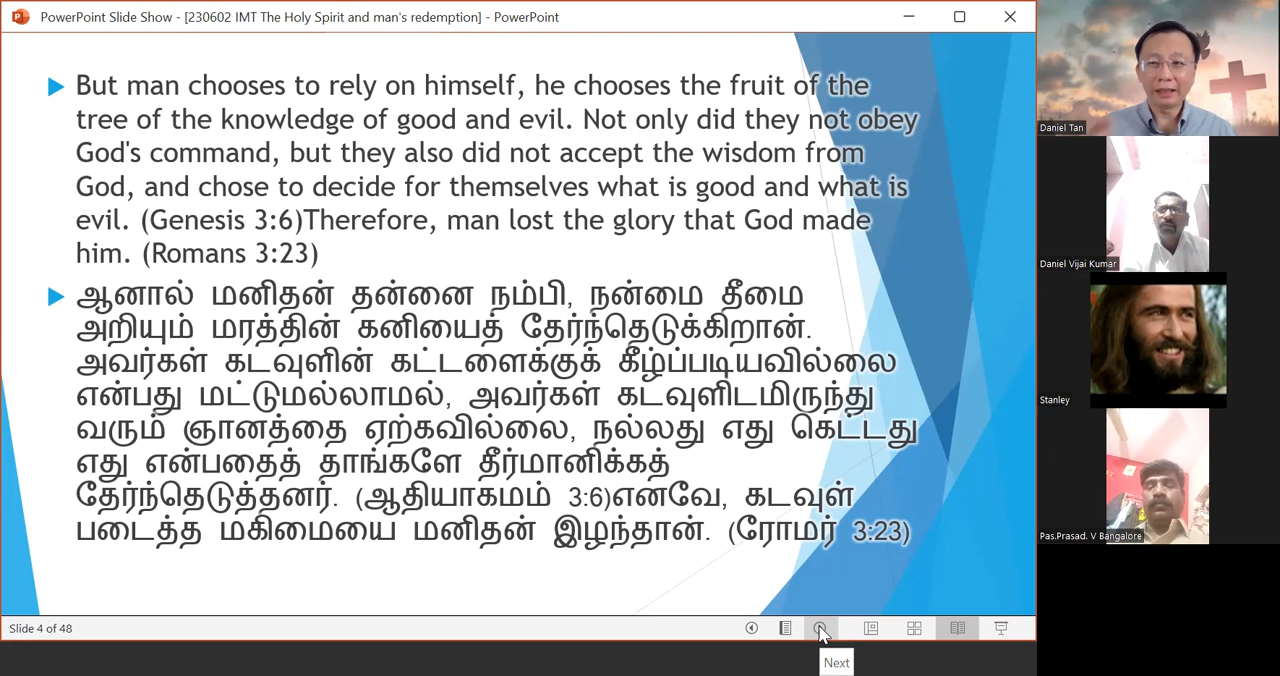 PowerPoint Slide Show - [230602 IMT The Holy Spirit and man's redemption] - PowerPoint
But man chooses to rely on himself, he chooses the fruit of the
tree of the knowledge of good and evil. Not only did they not obey
God's command, but they also did not accept the wisdom from
God, and chose to decide for themselves what is good and what is
evil. (Genesis 3:6)Therefore, man lost the glory that God made
him. (Romans 3:23)
ஆனால் மனிதன் தன்னை நம்பி, நன்மை தீமை
அறியும் மரத்தின் கனியைத் தேர்ந்தெடுக்கிறான்.
அவர்கள் கடவுளின் கட்டளைக்குக் கீழ்ப்படியவில்லை
என்பது மட்டுமல்லாமல், அவர்கள் கடவுளிடமிருந்து
வரும் ஞானத்தை ஏற்கவில்லை, நல்லது எது கெட்டது
எது என்பதைத் தாங்களே தீர்மானிக்கத்
தேர்ந்தெடுத்தனர். (ஆதியாகமம் 3:6)எனவே, கடவுள்
படைத்த மகிமையை மனிதன் இழந்தான். (ரோமர் 3:23)
Slide 4 of 48
Next
Daniel Tan
Daniel Vijai Kumar
Stanley
Pas.Prasad. V Bangalore